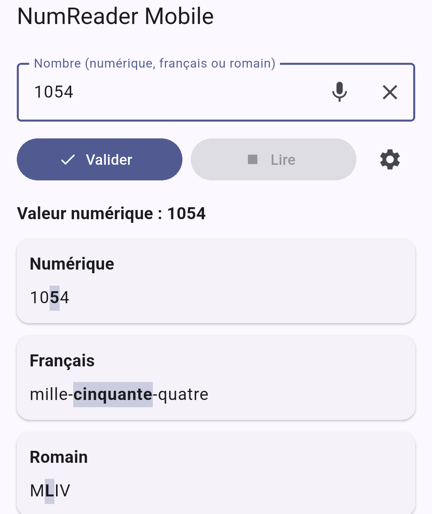 NumReader Mobile
Nombre (numérique, français ou romain)
1054
Valider
Lire
Valeur numérique : 1054
Numérique
1054
Français
mille-cinquante-quatre
Romain
MLIV